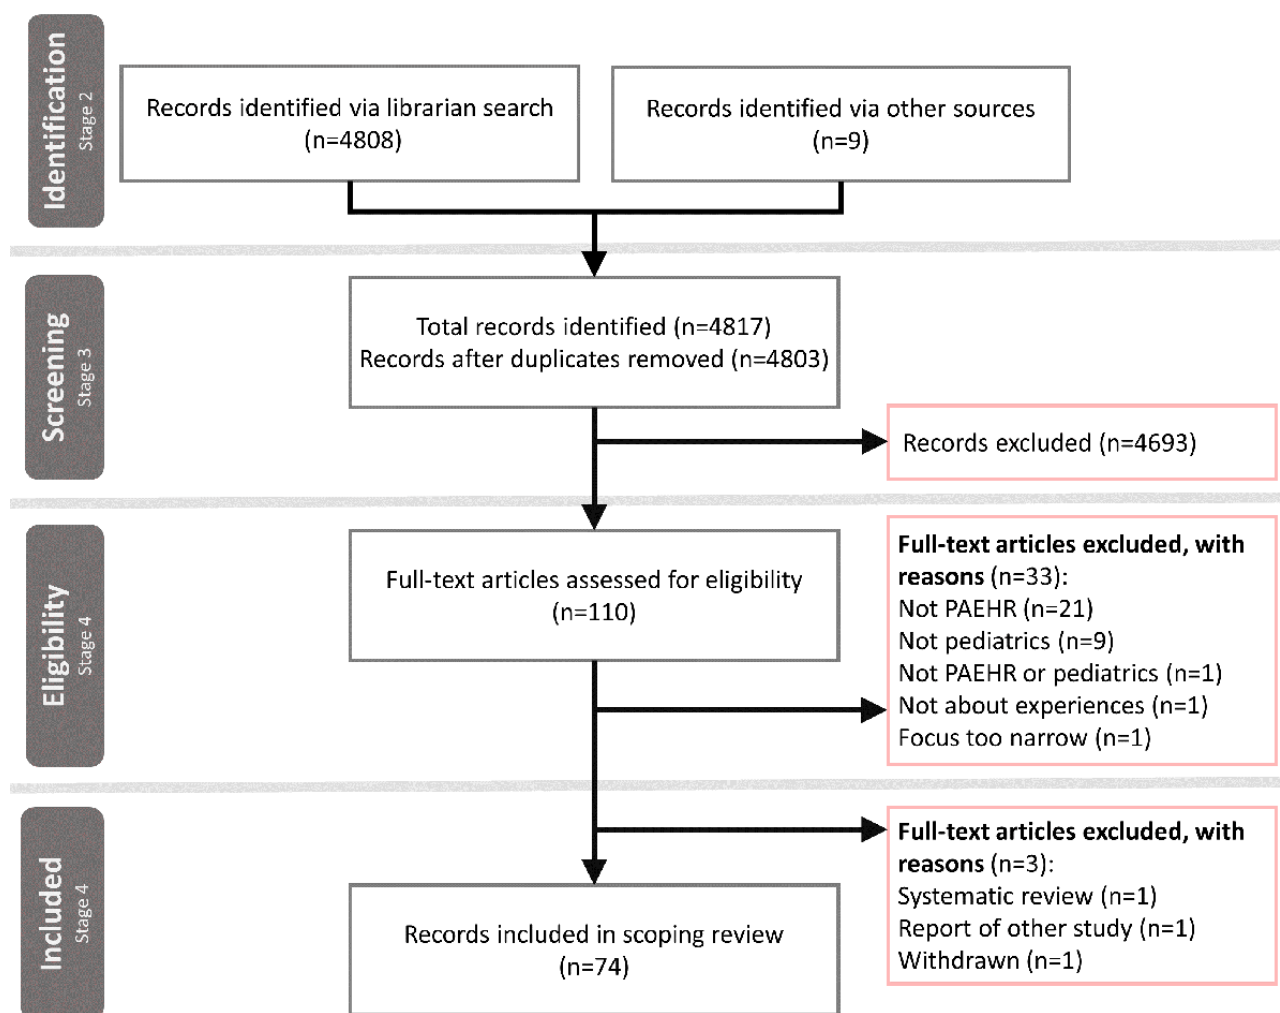 Identification
Stage 2
Records identified via librarian search
(n=4808)
Records identified via other sources
(n=9)
Screening
Stage 3
Total records identified (n=4817)
Records after duplicates removed (n=4803)
Records excluded (n=4693)
Eligibility
Stage 4
Full-text articles assessed for eligibility
(n=110)
Full-text articles excluded, with
reasons (n=33):
Not PAEHR (n=21)
Not pediatrics (n=9)
Not PAEHR or pediatrics (n=1)
Not about experiences (n=1)
Focus too narrow (n=1)
Included
Stage 4
Records included in scoping review
(n=74)
Full-text articles excluded, with
reasons (n=3):
Systematic review (n=1)
Report of other study (n=1)
Withdrawn (n=1)